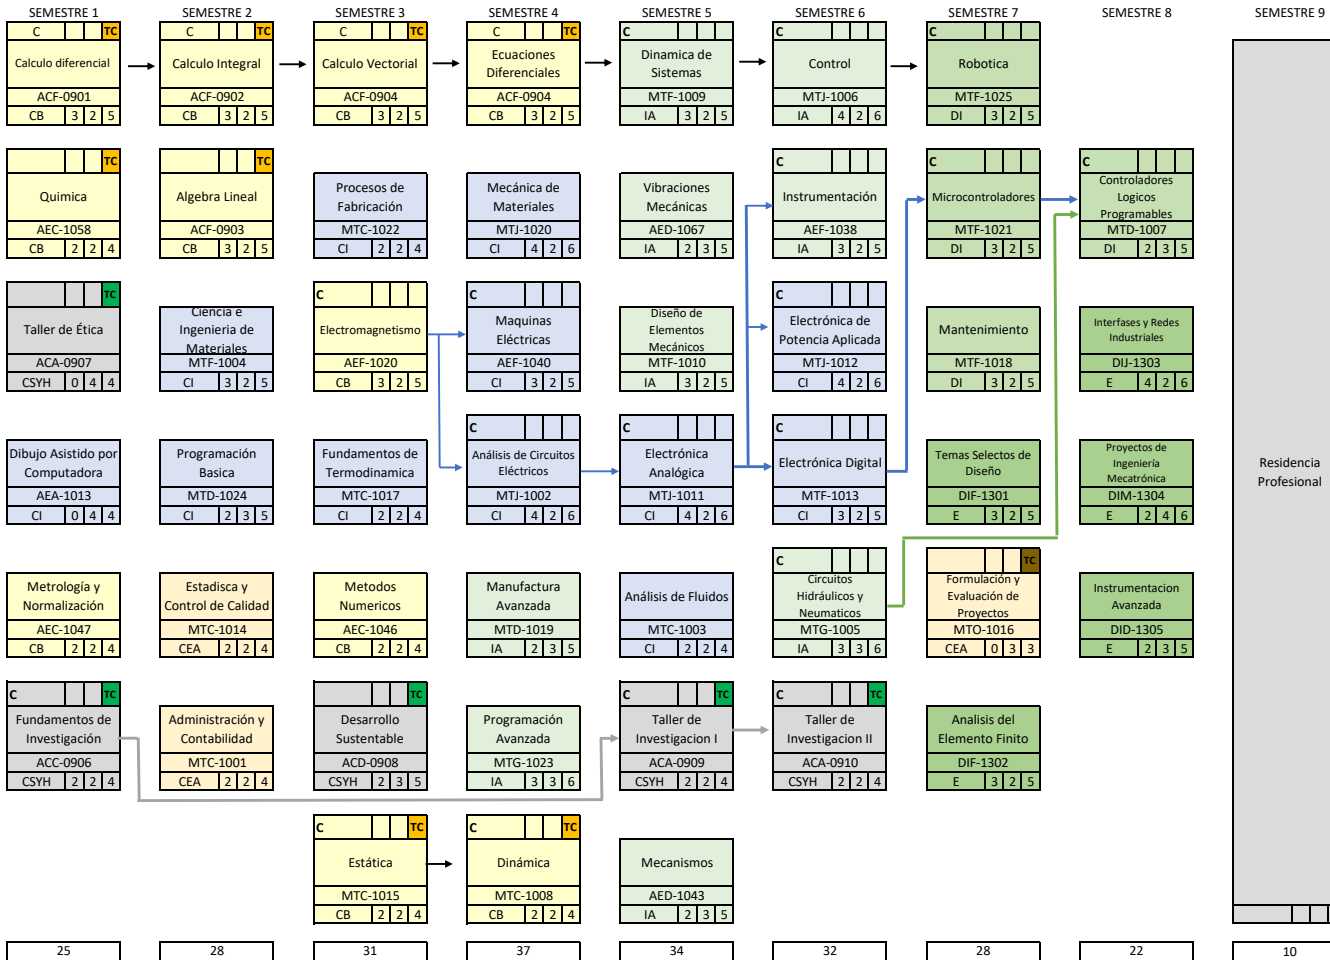 SEMESTRE 1 SEMESTRE 2 SEMESTRE 3 SEMESTRE 4 SEMESTRE 5 SEMESTRE 6 SEMESTRE 7 SEMESTRE 8 SEMESTRE 9
C TC
Calculo diferencial
ACF-0901
CB 3 2 5
C TC
Calculo Integral
ACF-0902
CB 3 2 5
C TC
Calculo Vectorial
ACF-0904
CB 3 2 5
C TC
Ecuaciones
Diferenciales
ACF-0904
CB 3 2 5
C
Dinamica de
Sistemas
MTF-1009
IA 3 2 5
C
Control
MTJ-1006
IA 4 2 6
C
Robotica
MTF-1025
DI 3 2 5
TC
Quimica
AEC-1058
CB 2 2 4
TC
Algebra Lineal
ACF-0903
CB 3 2 5
Procesos de
Fabricación
MTC-1022
CI 2 2 4
Mecánica de
Materiales
MTJ-1020
CI 4 2 6
Vibraciones
Mecánicas
AED-1067
IA 2 3 5
C
Instrumentación
AEF-1038
IA 3 2 5
C
Microcontroladores
MTF-1021
DI 3 2 5
C
Controladores
Logicos
Programables
MTD-1007
DI 2 3 5
TC
Taller de Ética
ACA-0907
CSYH 0 4 4
Ciencia e
Ingenieria de
Materiales
MTF-1004
CI 3 2 5
C
Electromagnetismo
AEF-1020
CB 3 2 5
C
Maquinas
Eléctricas
AEF-1040
CI 3 2 5
Diseño de
Elementos
Mecánicos
MTF-1010
IA 3 2 5
C
Electrónica de
Potencia Aplicada
MTJ-1012
CI 4 2 6
Mantenimiento
MTF-1018
DI 3 2 5
Interfases y Redes
Industriales
DIJ-1303
E 4 2 6
Dibujo Asistido por
Computadora
AEA-1013
CI 0 4 4
Programación
Basica
MTD-1024
CI 2 3 5
Fundamentos de
Termodinamica
MTC-1017
CI 2 2 4
C
Análisis de Circuitos
Eléctricos
MTJ-1002
CI 4 2 6
C
Electrónica
Analógica
MTJ-1011
CI 4 2 6
C
Electrónica Digital
MTF-1013
CI 3 2 5
Temas Selectos de
Diseño
DIF-1301
E 3 2 5
Proyectos de
Ingeniería
Mecatrónica
DIM-1304
E 2 4 6
Residencia
Profesional
Metrología y
Normalización
AEC-1047
CB 2 2 4
Estadisca y
Control de Calidad
MTC-1014
CEA 2 2 4
Metodos
Numericos
AEC-1046
CB 2 2 4
Manufactura
Avanzada
MTD-1019
IA 2 3 5
Análisis de Fluidos
MTC-1003
CI 2 2 4
C
Circuitos
Hidráulicos y
Neumaticos
MTG-1005
IA 3 3 6
TC
Formulación y
Evaluación de
Proyectos
MTO-1016
CEA 0 3 3
Instrumentacion
Avanzada
DID-1305
E 2 3 5
C TC
Fundamentos de
Investigación
ACC-0906
CSYH 2 2 4
Administración y
Contabilidad
MTC-1001
CEA 2 2 4
TC
Desarrollo
Sustentable
ACD-0908
CSYH 2 3 5
Programación
Avanzada
MTG-1023
IA 3 3 6
C TC
Taller de
Investigacion I
ACA-0909
CSYH 2 2 4
C TC
Taller de
Investigacion II
ACA-0910
CSYH 2 2 4
Analisis del
Elemento Finito
DIF-1302
E 3 2 5
C TC
Estática
MTC-1015
CB 2 2 4
C TC
Dinámica
MTC-1008
CB 2 2 4
Mecanismos
AED-1043
IA 2 3 5
25 28 31 37 34 32 28 22 10